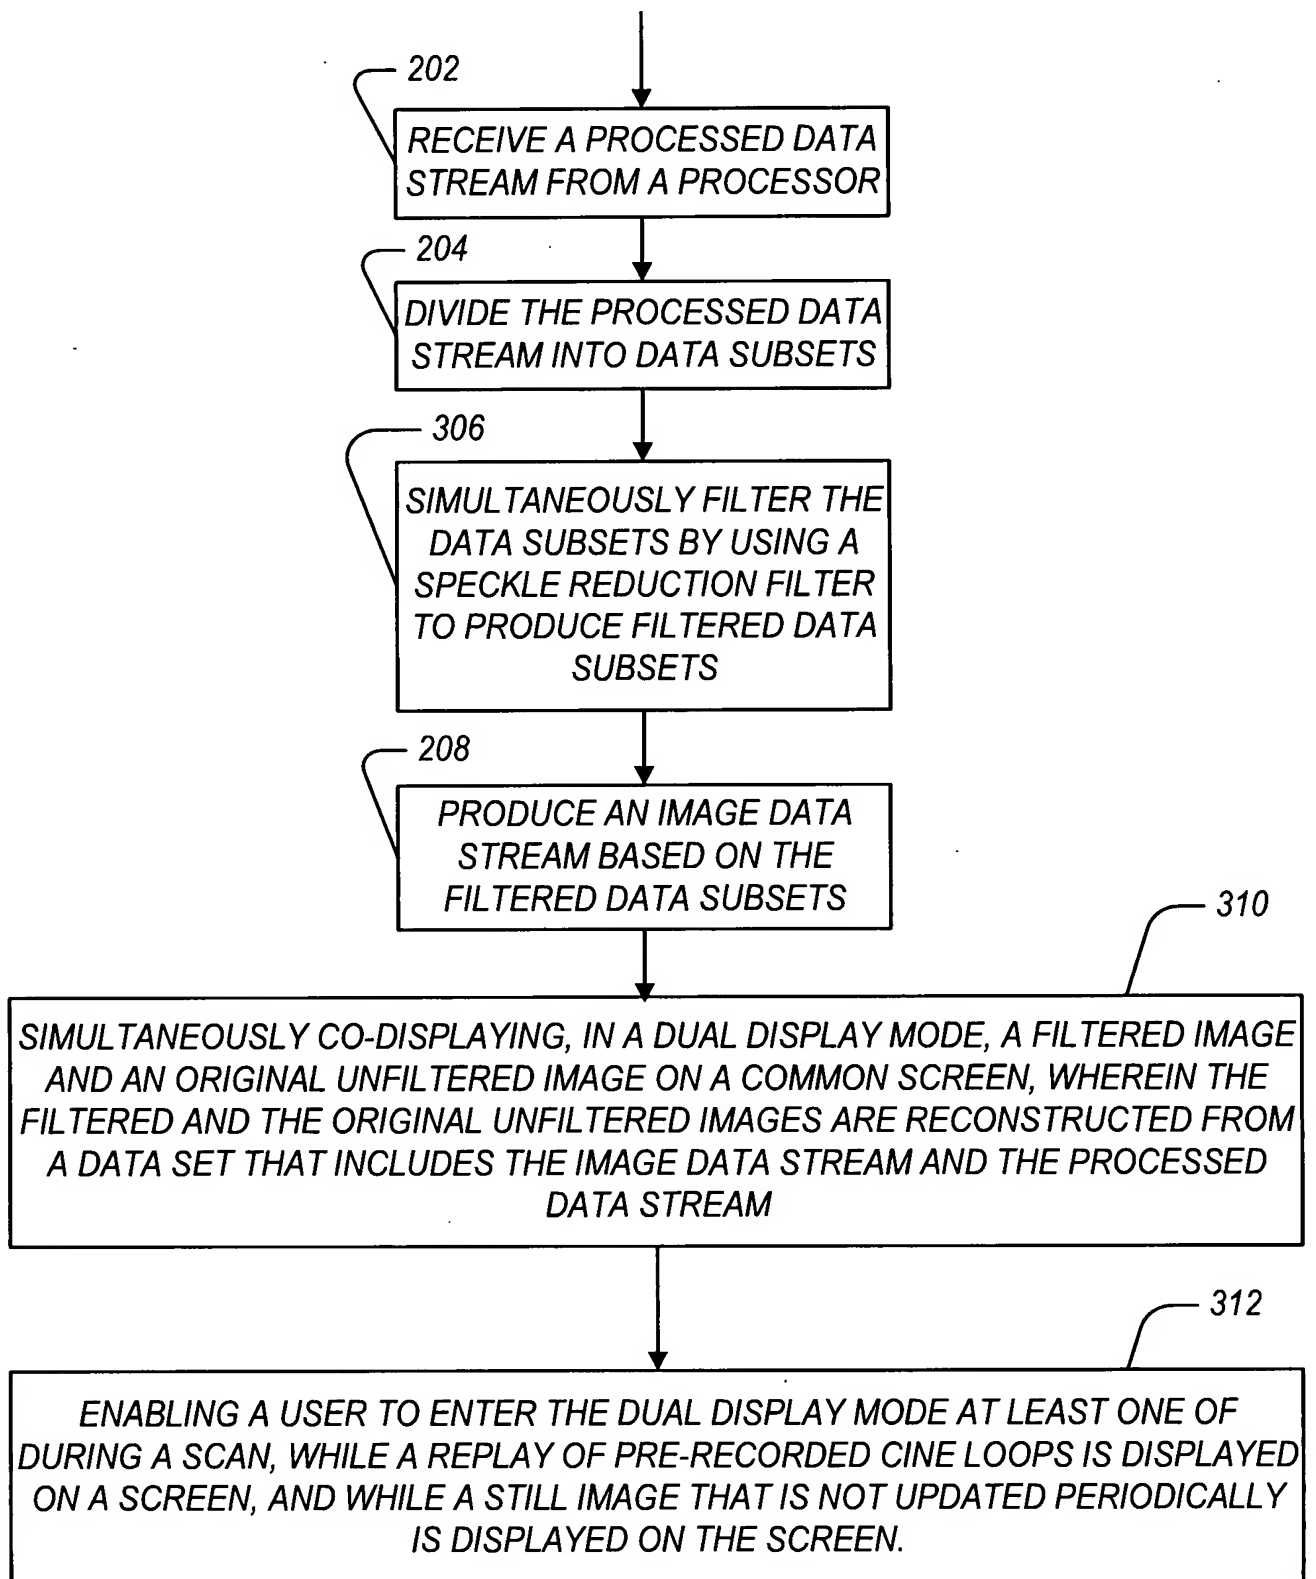 202
RECEIVE A PROCESSED DATA
STREAM FROM A PROCESSOR
204
DIVIDE THE PROCESSED DATA
STREAM INTO DATA SUBSETS
306
SIMULTANEOUSLY FILTER THE
DATA SUBSETS BY USING A
SPECKLE REDUCTION FILTER
TO PRODUCE FILTERED DATA
SUBSETS
208
PRODUCE AN IMAGE DATA
STREAM BASED ON THE
FILTERED DATA SUBSETS
310
SIMULTANEOUSLY CO-DISPLAYING, IN A DUAL DISPLAY MODE, A FILTERED IMAGE
AND AN ORIGINAL UNFILTERED IMAGE ON A COMMON SCREEN, WHEREIN THE
FILTERED AND THE ORIGINAL UNFILTERED IMAGES ARE RECONSTRUCTED FROM
A DATA SET THAT INCLUDES THE IMAGE DATA STREAM AND THE PROCESSED
DATA STREAM
312
ENABLING A USER TO ENTER THE DUAL DISPLAY MODE AT LEAST ONE OF
DURING A SCAN, WHILE A REPLAY OF PRE-RECORDED CINE LOOPS IS DISPLAYED
ON A SCREEN, AND WHILE A STILL IMAGE THAT IS NOT UPDATED PERIODICALLY
IS DISPLAYED ON THE SCREEN.